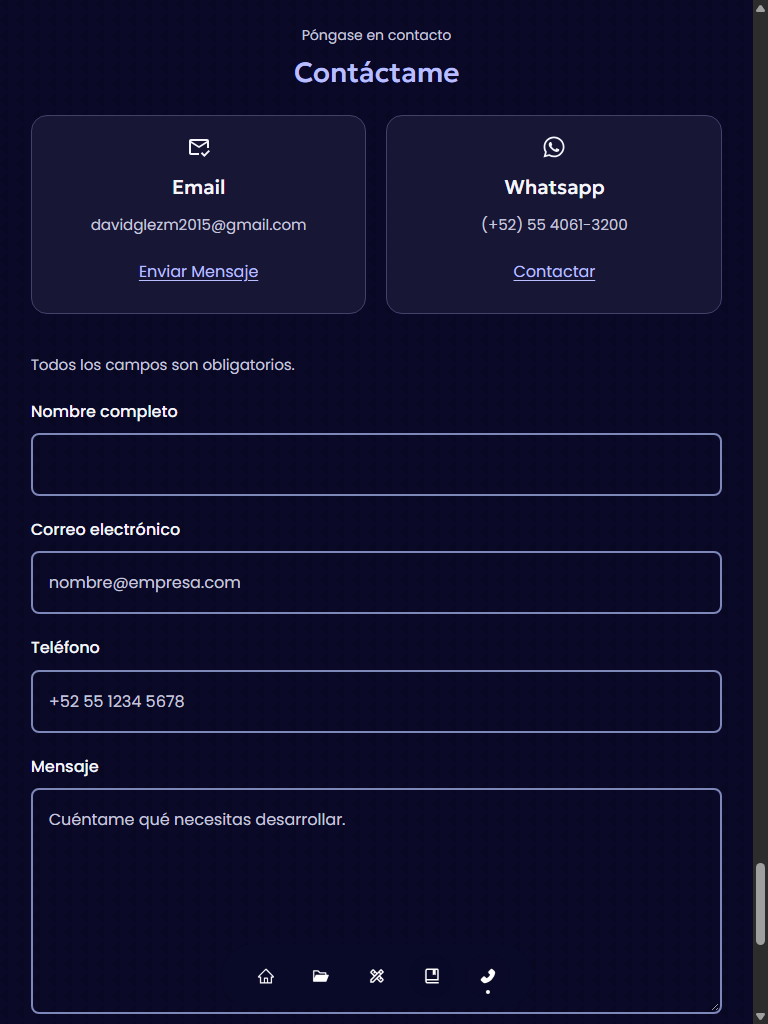 Póngase en contacto
Contáctame
Email
davidglezm2015@gmail.com
Enviar Mensaje
Whatsapp
(+52) 55 4061-3200
Contactar
Todos los campos son obligatorios.
Nombre completo
Correo electrónico
nombre@empresa.com
Teléfono
+52 55 1234 5678
Mensaje
Cuéntame qué necesitas desarrollar.